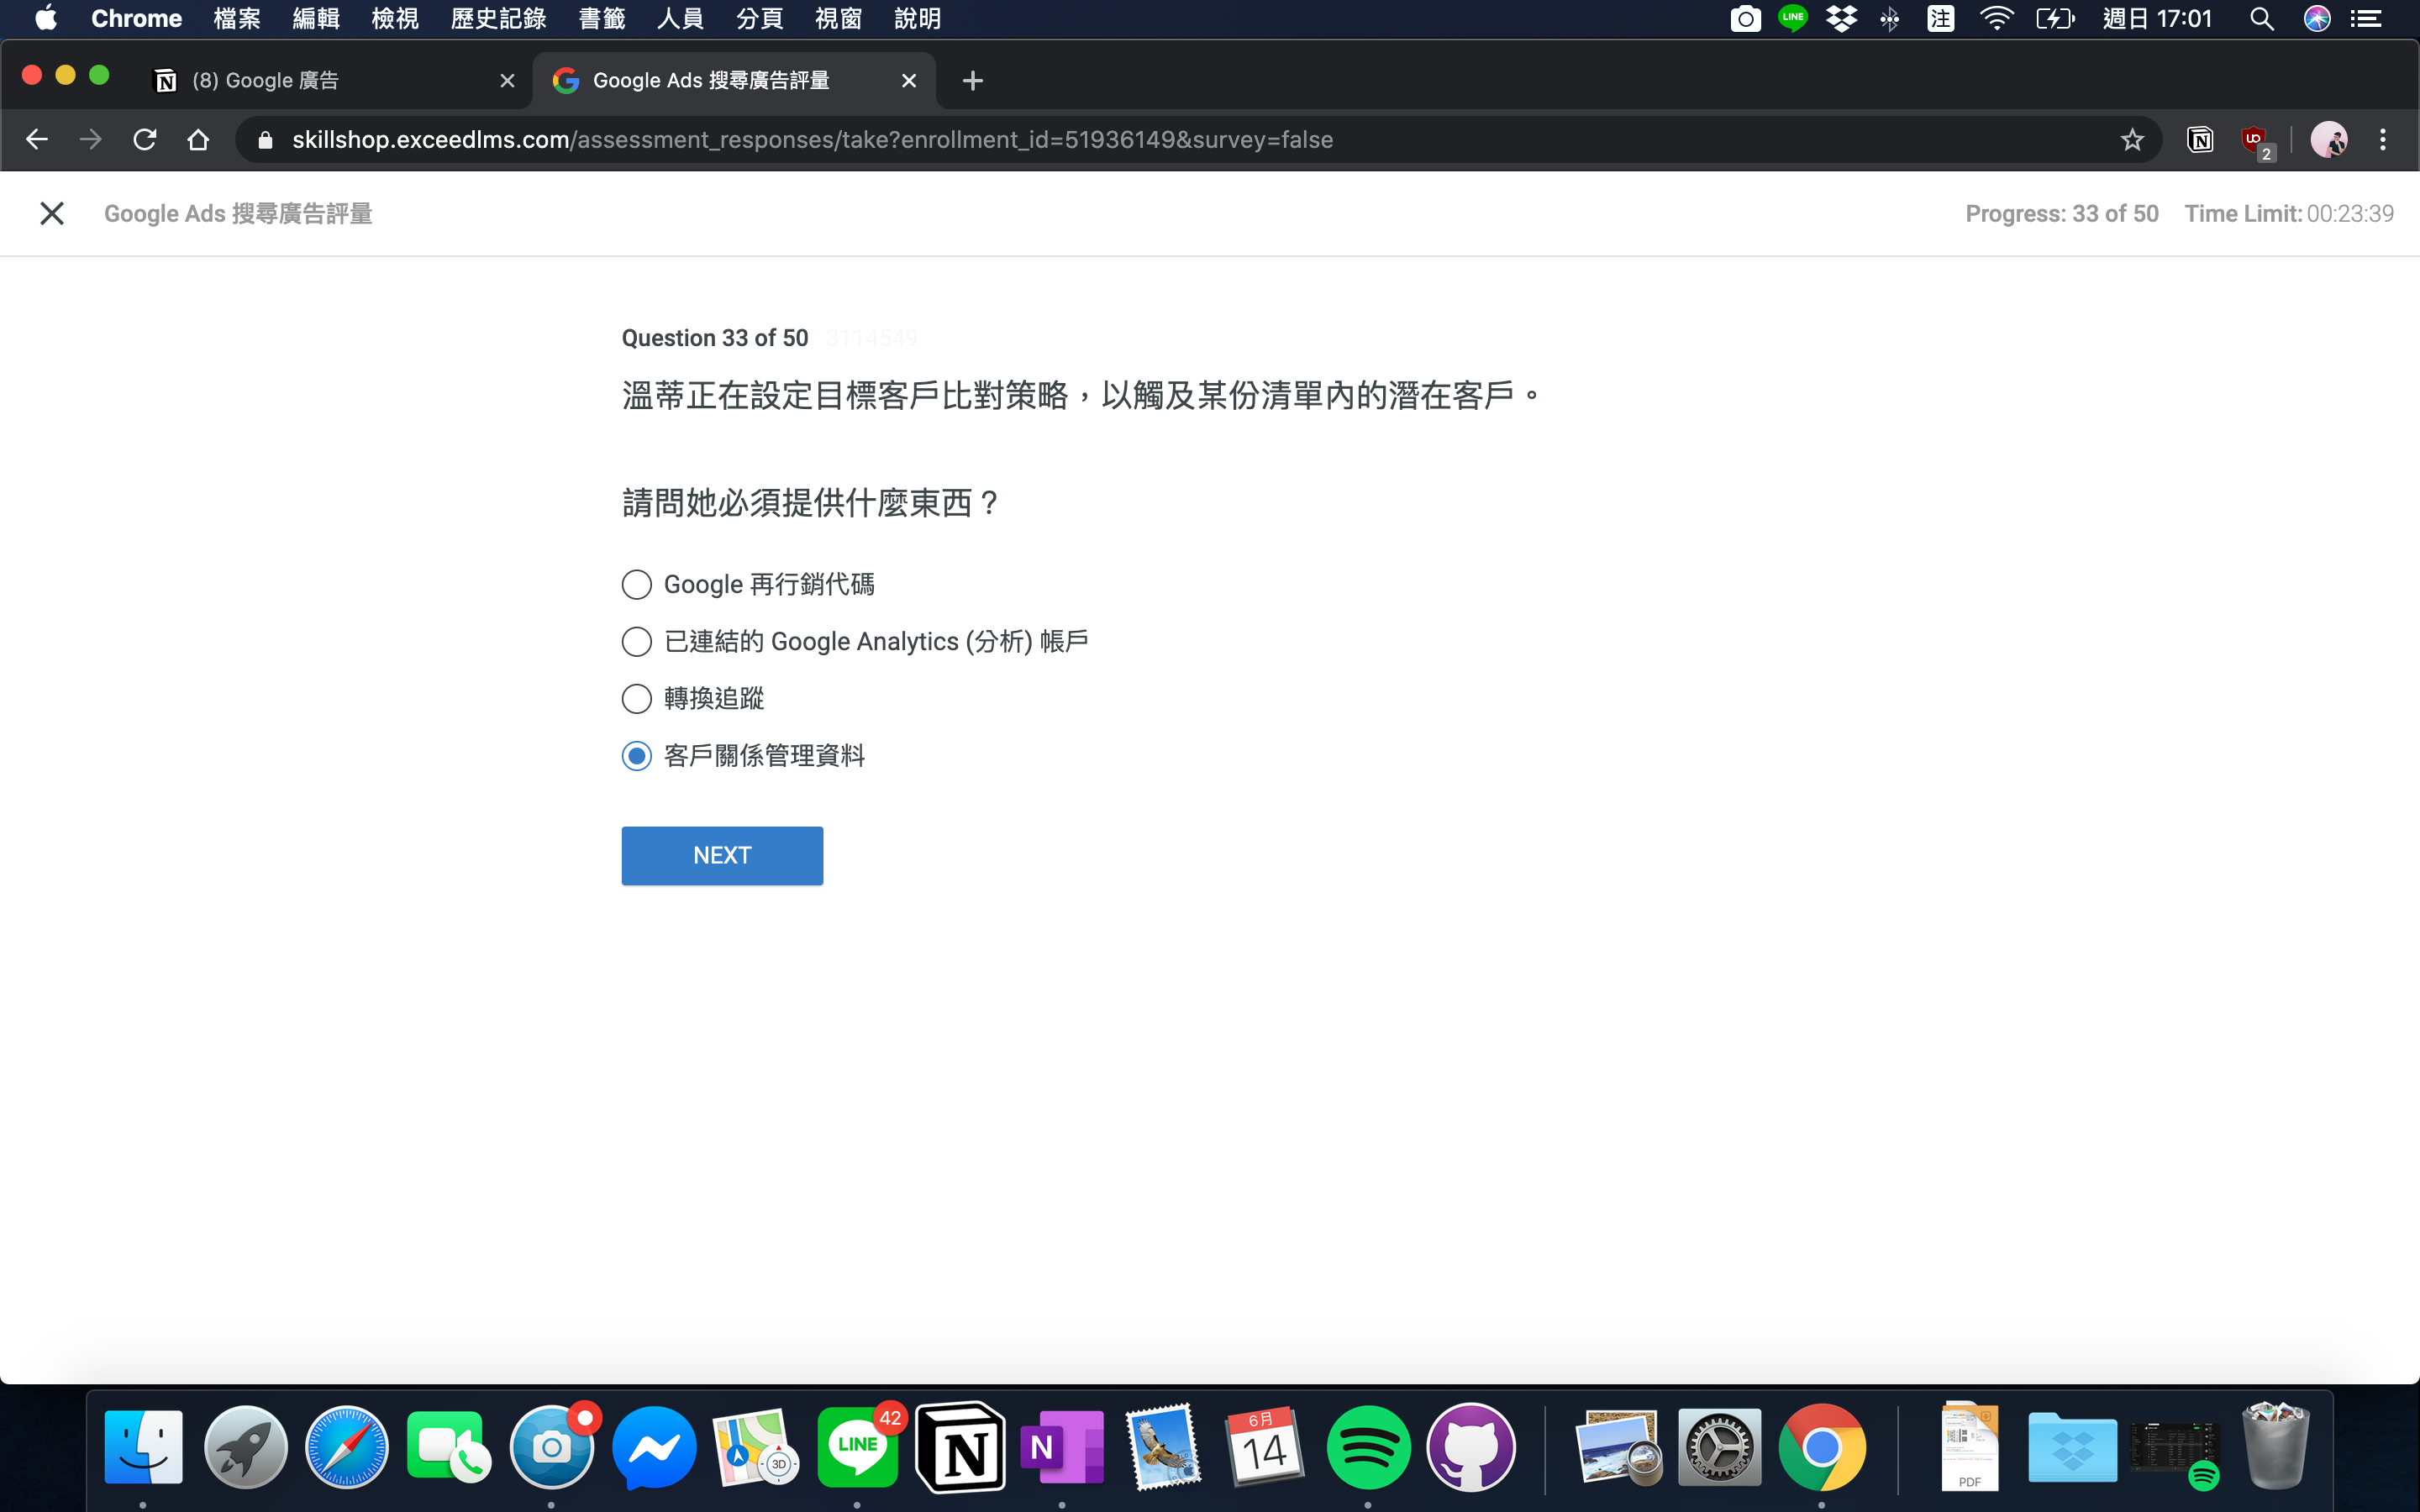 Chrome 檔案 編輯 檢視 歷史記錄 書籤 人員 分頁 視窗 說明 LINE 注 週日 17:01
(8) Google 廣告
Google Ads 搜尋廣告評量
skillshop.exceedlms.com/assessment_responses/take?enrollment_id=51936149&survey=false
2
Google Ads 搜尋廣告評量
Progress: 33 of 50 Time Limit: 00:23:39
Question 33 of 50 3114549
溫蒂正在設定目標客戶比對策略，以觸及某份清單內的潛在客戶。
請問她必須提供什麼東西？
Google 再行銷代碼
已連結的 Google Analytics (分析) 帳戶
轉換追蹤
客戶關係管理資料
NEXT
3D
LINE
42
N
N
6月
14
PDF